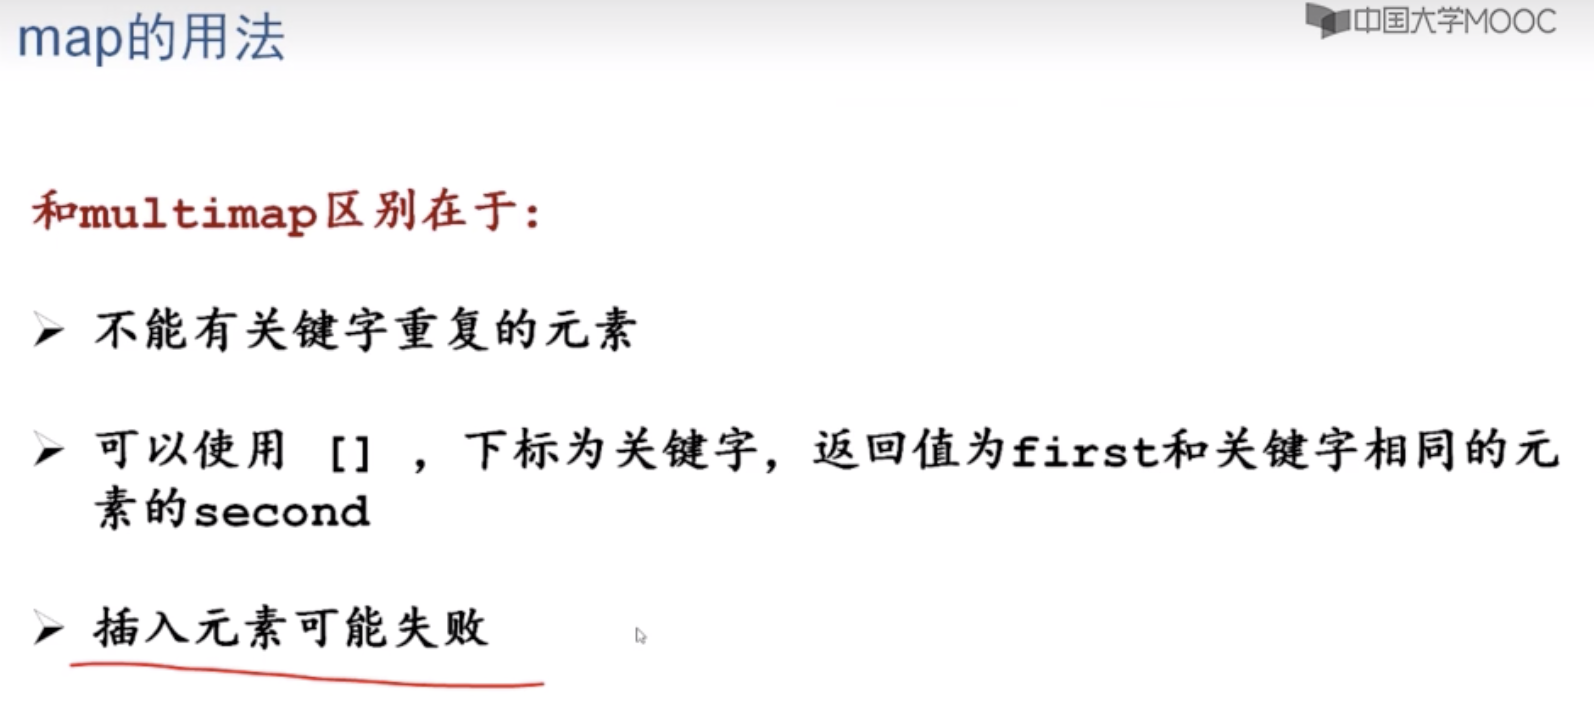 map的用法
中国大学MOOC
和multimap区别在于:
不能有关键字重复的元素
可以使用 [] ，下标为关键字，返回值为first和关键字相同的元
素的second
插入元素可能失败